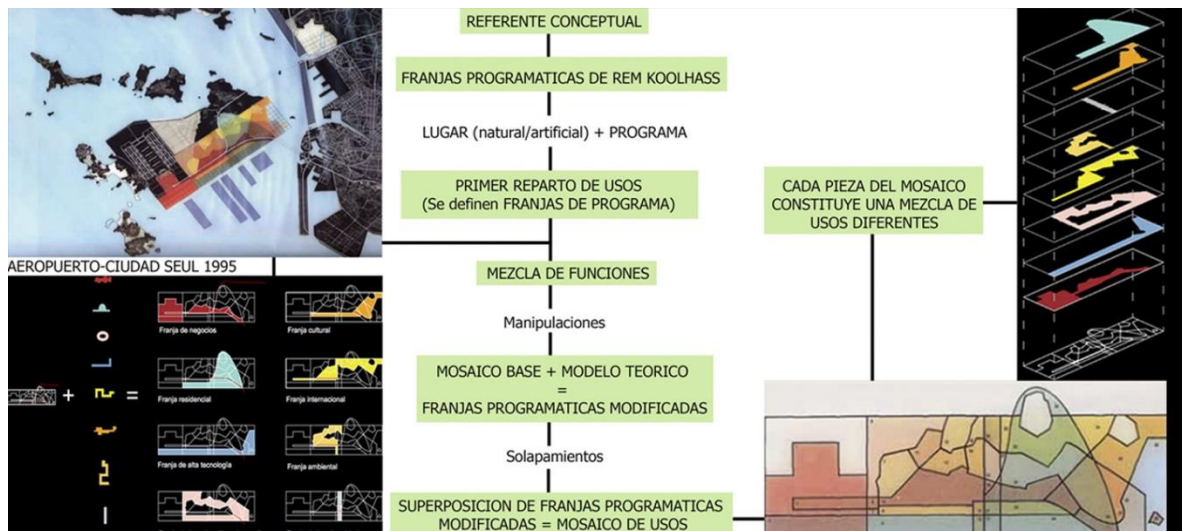 REFERENTE CONCEPTUAL
FRANJAS PROGRAMATICAS DE REM KOOLHASS
LUGAR (natural/artificial) + PROGRAMA
PRIMER REPARTO DE USOS
(Se definen FRANJAS DE PROGRAMA)
CADA PIEZA DEL MOSAICO
CONSTITUYE UNA MEZCLA DE
USOS DIFERENTES
AEROPUERTO-CIUDAD SEUL 1995
MEZCLA DE FUNCIONES
Manipulaciones
MOSAICO BASE + MODELO TEORICO
=
FRANJAS PROGRAMATICAS MODIFICADAS
Solapamientos
SUPERPOSICION DE FRANJAS PROGRAMATICAS
MODIFICADAS = MOSAICO DE USOS
Franja de negocios
Franja cultural
Franja residencial
Franja internacional
+
=
Franja de alta tecnología
Franja ambiental